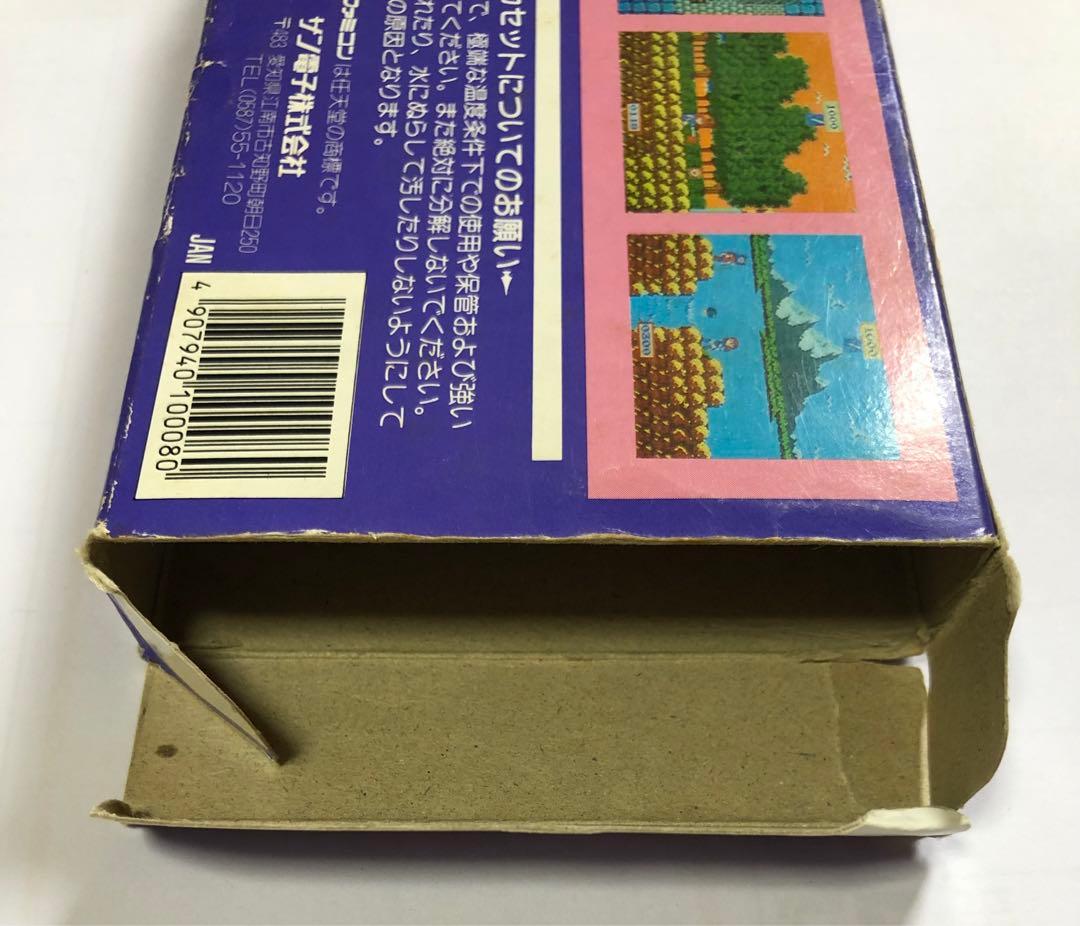 カセットについてのお願い
て、極端な温度条件下での使用や保管および強い
てください。また絶対に分解しないでください。
れたり、水にぬらして汚したりしないようにして
の原因となります。
ファミコンは任天堂の商標です。
サン電子株式会社
〒483 愛知県江南市古知野町朝日250
TEL(0587)55-1120
JAN
4 907940 100080
1000
0110
1600
0300